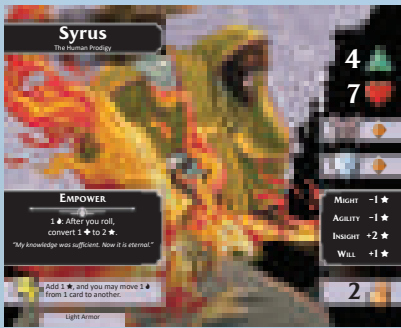 Syrus
The Human Prodigy
4
7
EMPOWER
1 : After you roll,
convert 1 to 2 .
"My knowledge was sufficient. Now it is eternal."
MIGHT -1
AGILITY -1
INSIGHT +2
WILL +1
Add 1 , and you may move 1
from 1 card to another.
2
Light Armor